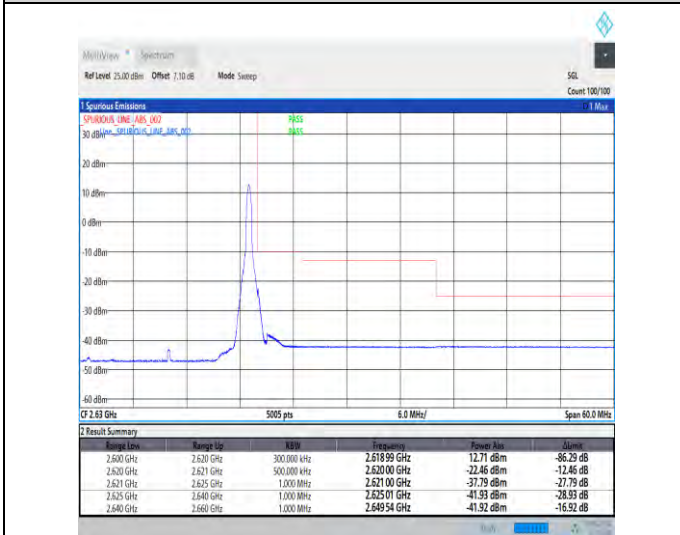 MultiView Spectrum
Ref Level 25.00 dBm Offset 7.10 dB Mode Sweep SGL
Count 100/100
1 Spurious Emissions 1 Max
SPURIOUS_LINE_ABS_002 PASS
30 dBm Line _SPURIOUS_LINE_ABS_002 PASS
20 dBm
10 dBm
0 dBm
-10 dBm
-20 dBm
-30 dBm
-40 dBm
-50 dBm
-60 dBm
CF 2.63 GHz 5005 pts 6.0 MHz/ Span 60.0 MHz
2 Result Summary
Range Low Range Up RBW Frequency Power Abs ΔLimit
2.600 GHz 2.620 GHz 300.000 kHz 2.618 99 GHz 12.71 dBm -86.29 dB
2.620 GHz 2.621 GHz 500.000 kHz 2.620 00 GHz -22.46 dBm -12.46 dB
2.621 GHz 2.625 GHz 1.000 MHz 2.621 00 GHz -37.79 dBm -27.79 dB
2.625 GHz 2.640 GHz 1.000 MHz 2.625 01 GHz -41.93 dBm -28.93 dB
2.640 GHz 2.660 GHz 1.000 MHz 2.649 54 GHz -41.92 dBm -16.92 dB